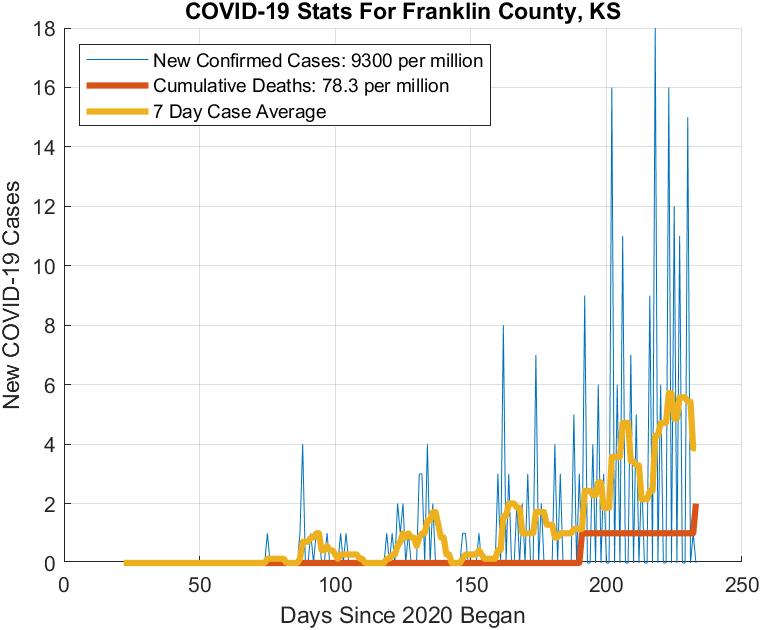 COVID-19 Stats For Franklin County, KS
New Confirmed Cases: 9300 per million
Cumulative Deaths: 78.3 per million
7 Day Case Average
New COVID-19 Cases
18
16
14
12
10
8
6
4
2
0
0 50 100 150 200 250
Days Since 2020 Began